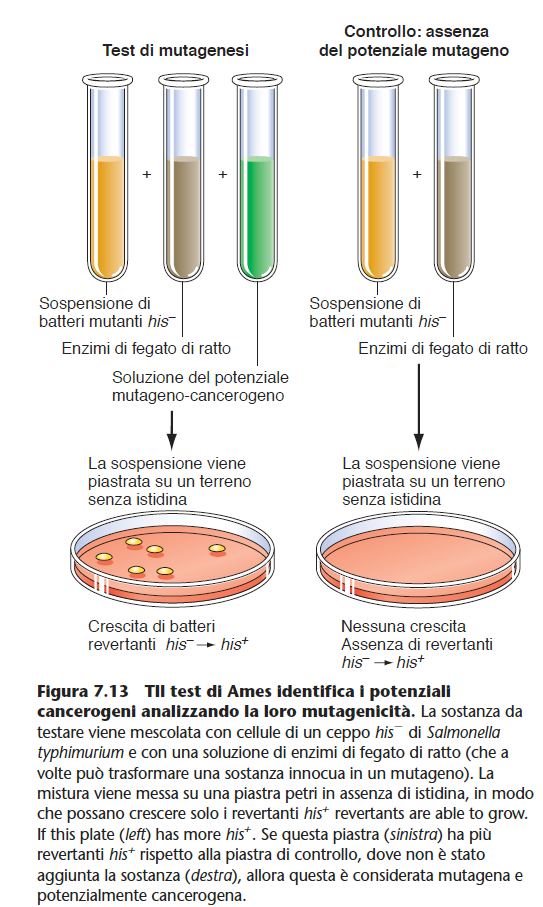 Test di mutagenesi
Controllo: assenza
del potenziale mutageno
+
+
+
Sospensione di
batteri mutanti his–
Enzimi di fegato di ratto
Soluzione del potenziale
mutageno-cancerogeno
Sospensione di
batteri mutanti his–
Enzimi di fegato di ratto
La sospensione viene
piastrata su un terreno
senza istidina
La sospensione viene
piastrata su un terreno
senza istidina
Crescita di batteri
revertanti his– → his+
Nessuna crescita
Assenza di revertanti
his– → his+
Figura 7.13 TIl test di Ames identifica i potenziali
cancerogeni analizzando la loro mutagenicità. La sostanza da
testare viene mescolata con cellule di un ceppo his– di Salmonella
typhimurium e con una soluzione di enzimi di fegato di ratto (che a
volte può trasformare una sostanza innocua in un mutageno). La
mistura viene messa su una piastra petri in assenza di istidina, in modo
che possano crescere solo i revertanti his+ revertants are able to grow.
If this plate (left) has more his+. Se questa piastra (sinistra) ha più
revertanti his+ rispetto alla piastra di controllo, dove non è stato
aggiunta la sostanza (destra), allora questa è considerata mutagena e
potenzialmente cancerogena.